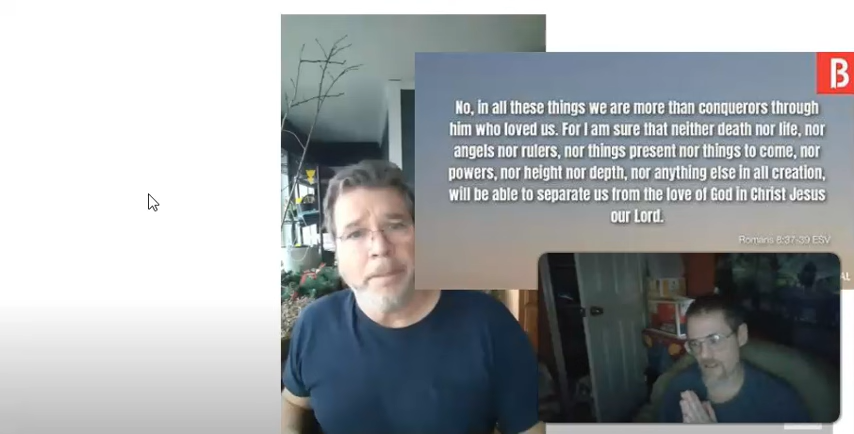 B
No, in all these things we are more than conquerors through
him who loved us. For I am sure that neither death nor life, nor
angels nor rulers, nor things present nor things to come, nor
powers, nor height nor depth, nor anything else in all creation,
will be able to separate us from the love of God in Christ Jesus
our Lord.
Romans 8:37-39 ESV
AL